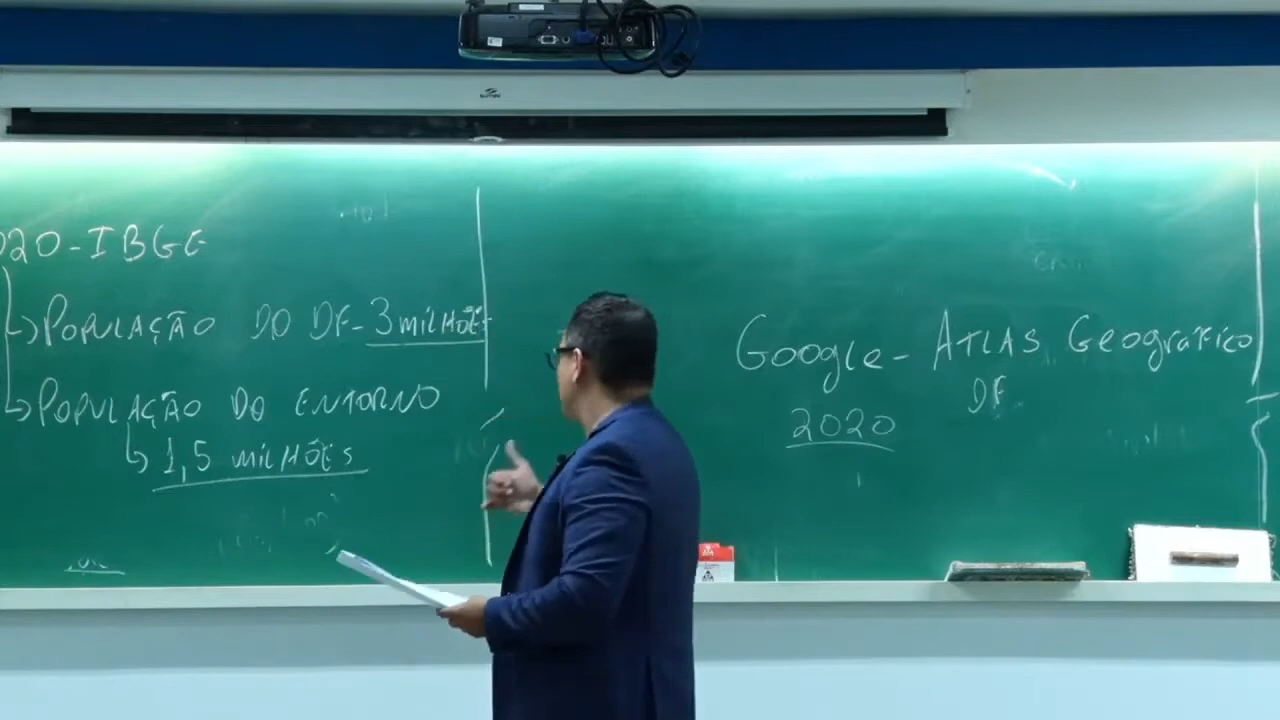 020-IBGE
POPULAÇÃO DO DF-3 milHÕES
POPULAÇÃO DO ENTORNO
1,5 milHÕES
Google- ATLAS Geográfico
DF
2020